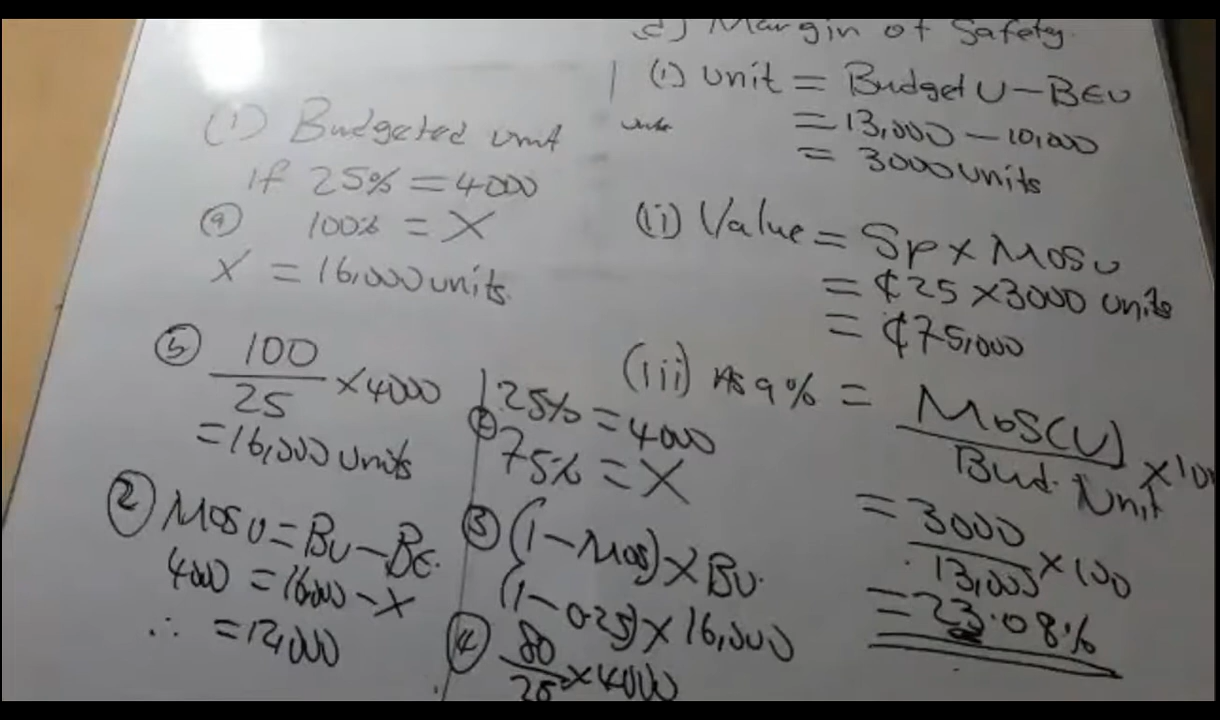 c) Margin of Safety
(i) unit = Budget U - BEU
= 13,000 - 10,000
= 3000 units
(ii) Value = Sp x MOSU
= ¢25 x 3000 units
= ¢75,000
(iii) As a % = MOS(U) / Bud. Unit x 100
= 3000 / 13,000 x 100
= 23.08%
(1) Budgeted unit
if 25% = 4000
(a) 100% = X
X = 16,000 units
(b) 100 / 25 x 4000
= 16,000 units
(2) MOSU = BU - BE
4000 = 16000 - x
∴ = 12,000
25% = 4000
75% = X
(3) (1 - MOS) x BU.
(1 - 0.25) x 16,000
(4) 80 / 25 x 4000